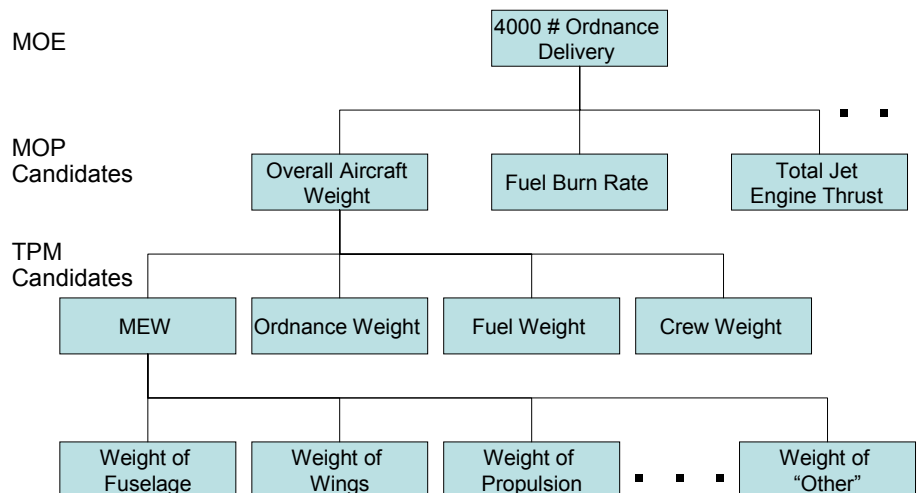 MOE
4000 # Ordnance
Delivery
MOP
Candidates
Overall Aircraft
Weight
Fuel Burn Rate
Total Jet
Engine Thrust
TPM
Candidates
MEW
Ordnance Weight
Fuel Weight
Crew Weight
Weight of
Fuselage
Weight of
Wings
Weight of
Propulsion
Weight of
“Other”